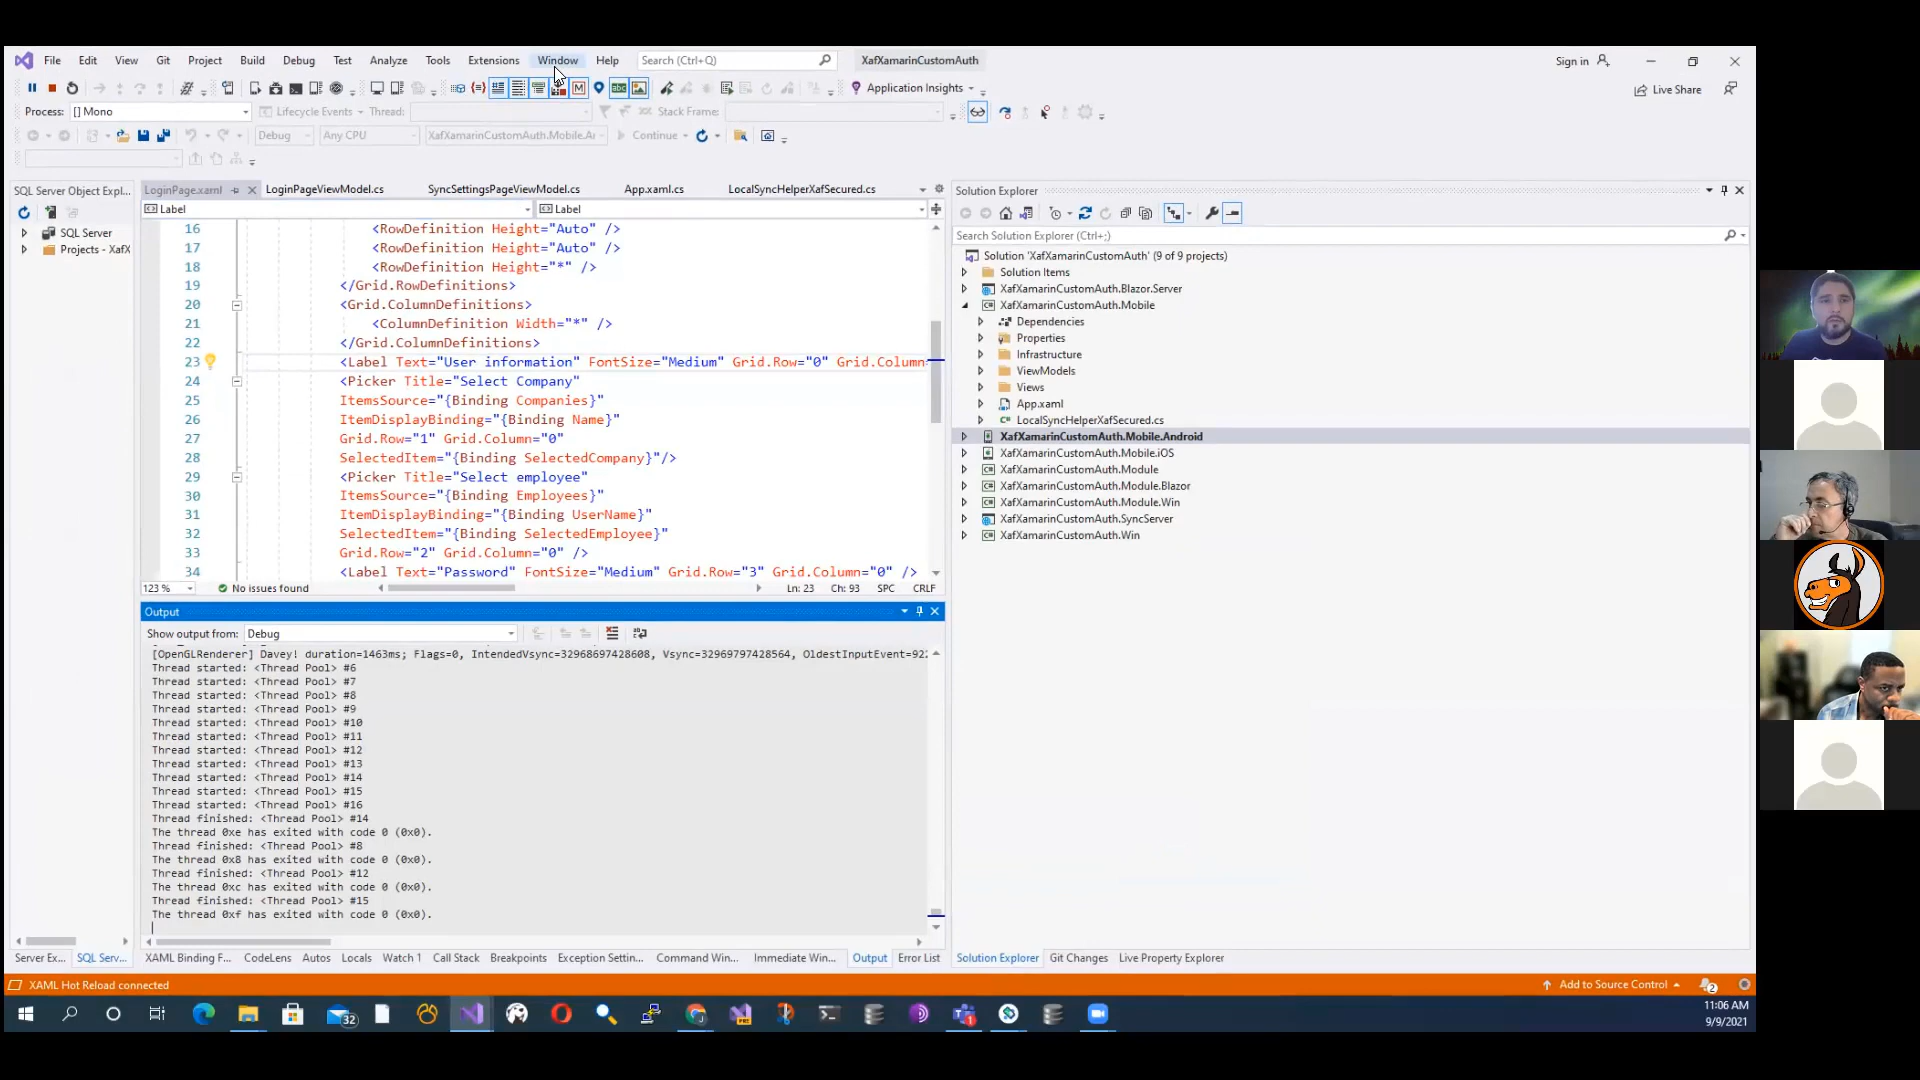 File Edit View Git Project Build Debug Test Analyze Tools Extensions Window Help Search (Ctrl+Q) XafXamarinCustomAuth Sign in
Application Insights Live Share
Process: [] Mono Lifecycle Events Thread: Stack Frame:
Debug Any CPU XafXamarinCustomAuth.Mobile.Ar Continue
SQL Server Object Expl...
SQL Server
Projects - XafX
LoginPage.xaml LoginPageViewModel.cs SyncSettingsPageViewModel.cs App.xaml.cs LocalSyncHelperXafSecured.cs
Label Label
16 <RowDefinition Height="Auto" />
17 <RowDefinition Height="Auto" />
18 <RowDefinition Height="*" />
19 </Grid.RowDefinitions>
20 <Grid.ColumnDefinitions>
21 <ColumnDefinition Width="*" />
22 </Grid.ColumnDefinitions>
23 <Label Text="User information" FontSize="Medium" Grid.Row="0" Grid.Column
24 <Picker Title="Select Company"
25 ItemsSource="{Binding Companies}"
26 ItemDisplayBinding="{Binding Name}"
27 Grid.Row="1" Grid.Column="0"
28 SelectedItem="{Binding SelectedCompany}"/>
29 <Picker Title="Select employee"
30 ItemsSource="{Binding Employees}"
31 ItemDisplayBinding="{Binding UserName}"
32 SelectedItem="{Binding SelectedEmployee}"
33 Grid.Row="2" Grid.Column="0" />
34 <Label Text="Password" FontSize="Medium" Grid.Row="3" Grid.Column="0" />
123 % No issues found Ln: 23 Ch: 93 SPC CRLF
Output
Show output from: Debug
[OpenGLRenderer] Davey! duration=1463ms; Flags=0, IntendedVsync=32968697428608, Vsync=32969797428564, OldestInputEvent=922
Thread started: <Thread Pool> #6
Thread started: <Thread Pool> #7
Thread started: <Thread Pool> #8
Thread started: <Thread Pool> #9
Thread started: <Thread Pool> #10
Thread started: <Thread Pool> #11
Thread started: <Thread Pool> #12
Thread started: <Thread Pool> #13
Thread started: <Thread Pool> #14
Thread started: <Thread Pool> #15
Thread started: <Thread Pool> #16
Thread finished: <Thread Pool> #14
The thread 0xe has exited with code 0 (0x0).
Thread finished: <Thread Pool> #8
The thread 0x8 has exited with code 0 (0x0).
Thread finished: <Thread Pool> #12
The thread 0xc has exited with code 0 (0x0).
Thread finished: <Thread Pool> #15
The thread 0xf has exited with code 0 (0x0).
Solution Explorer
Search Solution Explorer (Ctrl+;)
Solution 'XafXamarinCustomAuth' (9 of 9 projects)
Solution Items
XafXamarinCustomAuth.Blazor.Server
XafXamarinCustomAuth.Mobile
Dependencies
Properties
Infrastructure
ViewModels
Views
App.xaml
LocalSyncHelperXafSecured.cs
XafXamarinCustomAuth.Mobile.Android
XafXamarinCustomAuth.Mobile.iOS
XafXamarinCustomAuth.Module
XafXamarinCustomAuth.Module.Blazor
XafXamarinCustomAuth.Module.Win
XafXamarinCustomAuth.SyncServer
XafXamarinCustomAuth.Win
Server Ex... SQL Serv... XAML Binding F... CodeLens Autos Locals Watch 1 Call Stack Breakpoints Exception Settin... Command Win... Immediate Win... Output Error List Solution Explorer Git Changes Live Property Explorer
XAML Hot Reload connected Add to Source Control 2
32
11:06 AM
9/9/2021